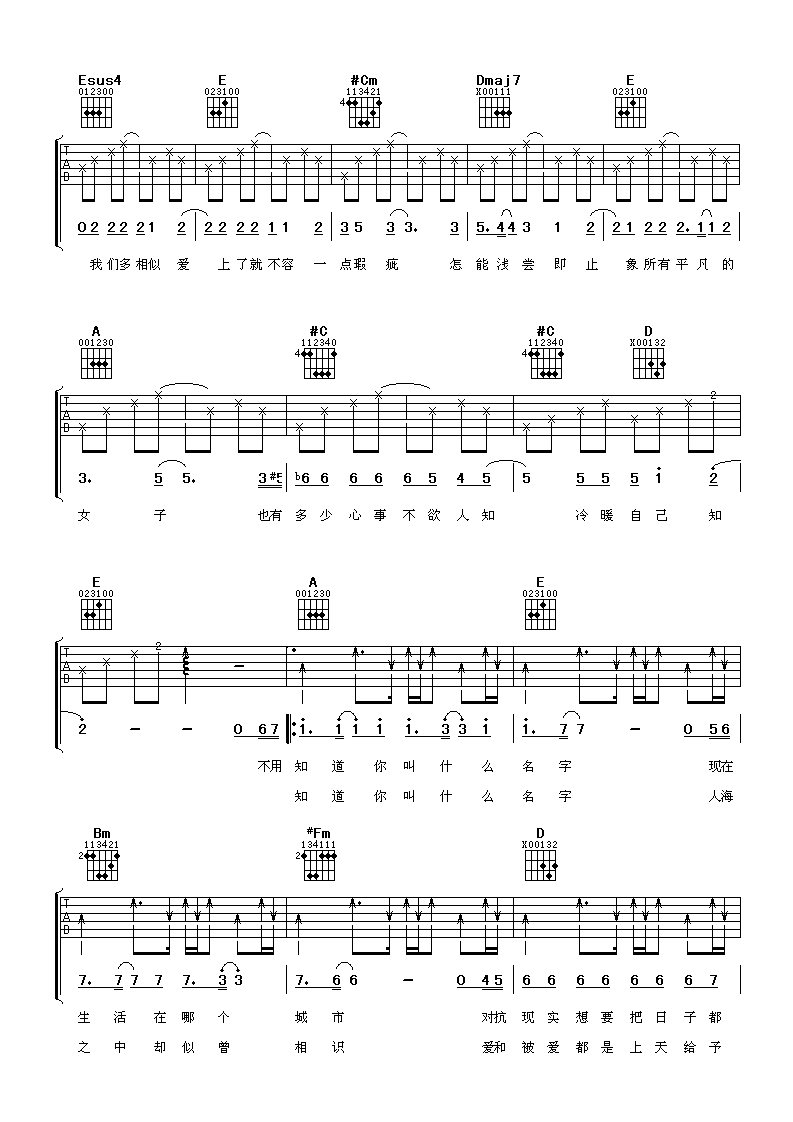 Esus4 E #Cm Dmaj7 E
012300 023100 113421 X00111 023100
4
T A B
0 2 2 2 2 2 1 2 2 2 2 2 1 1 2 3 5 3 3. 3 5. 4 4 3 1 2 2 1 2 2 2. 1 1 2
我们多相似 爱 上了就不容 一 点瑕 疵 怎 能浅 尝 即 止 象所有平 凡 的
A #C #C D
001230 112340 112340 X00132
4 4
T A B
2
3. 5 5. 3 #5 b6 6 6 6 6 5 4 5 5 5 5 5 1 2
女 子 也有 多 少 心 事 不 欲 人 知 冷 暖 自 己 知
E A E
023100 001230 023100
T A B
2 –
2 – – 0 6 7 1. 1 1 1 1. 3 3 1 1. 7 7 – 0 5 6
不用 知 道 你 叫 什 么 名 字 现在
知 道 你 叫 什 么 名 字 人海
Bm #Fm D
113421 134111 X00132
2 2
T A B
7. 7 7 7 7. 3 3 7. 6 6 – 0 4 5 6 6 6 6 6 6 7
生 活 在 哪 个 城 市 对抗 现 实 想 要 把 日 子 都
之 中 却 似 曾 相 识 爱和 被 爱 都 是 上 天 给 予